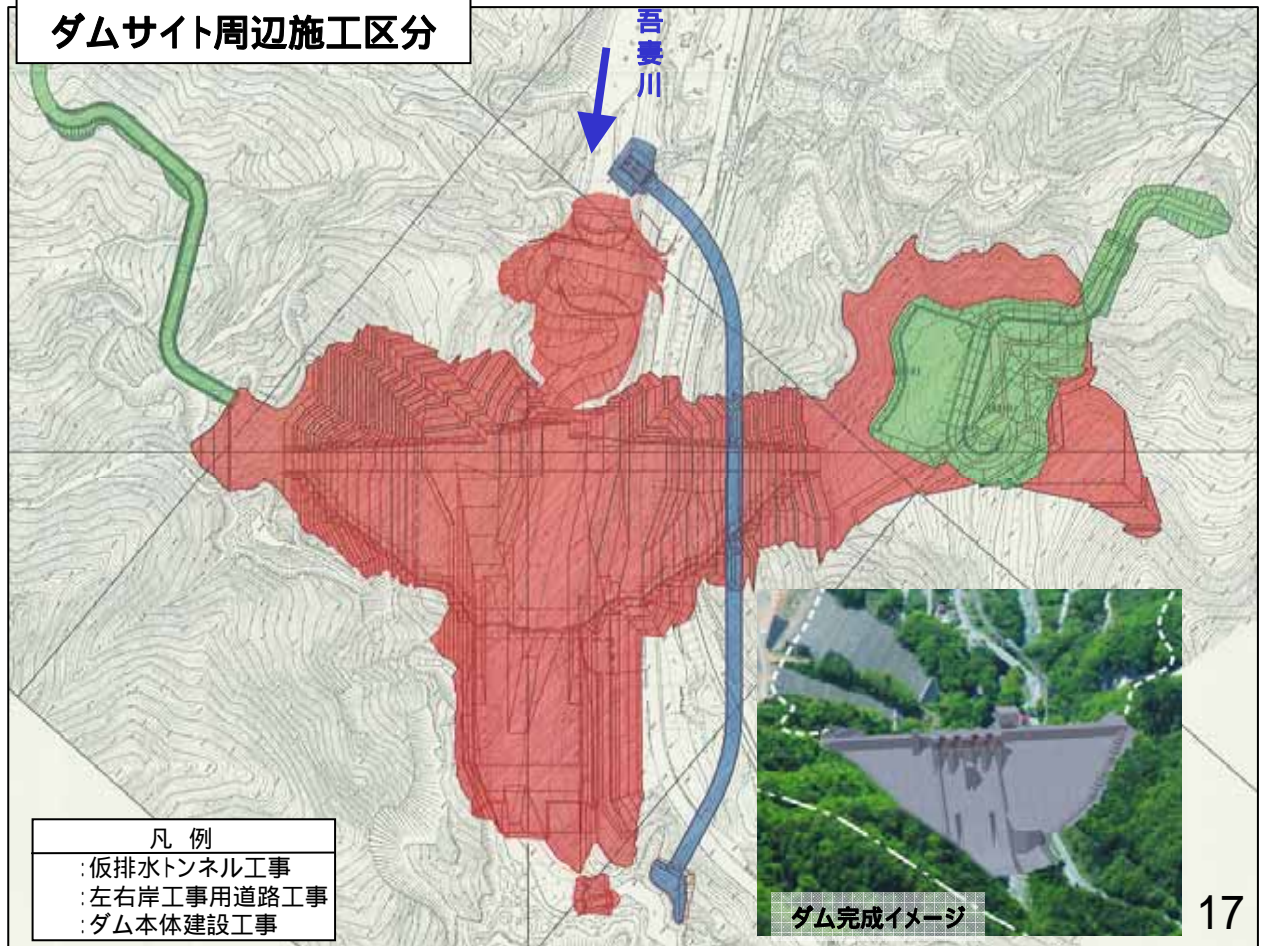 ダムサイト周辺施工区分
吾妻川
凡 例
:仮排水トンネル工事
:左右岸工事用道路工事
:ダム本体建設工事
ダム完成イメージ
17